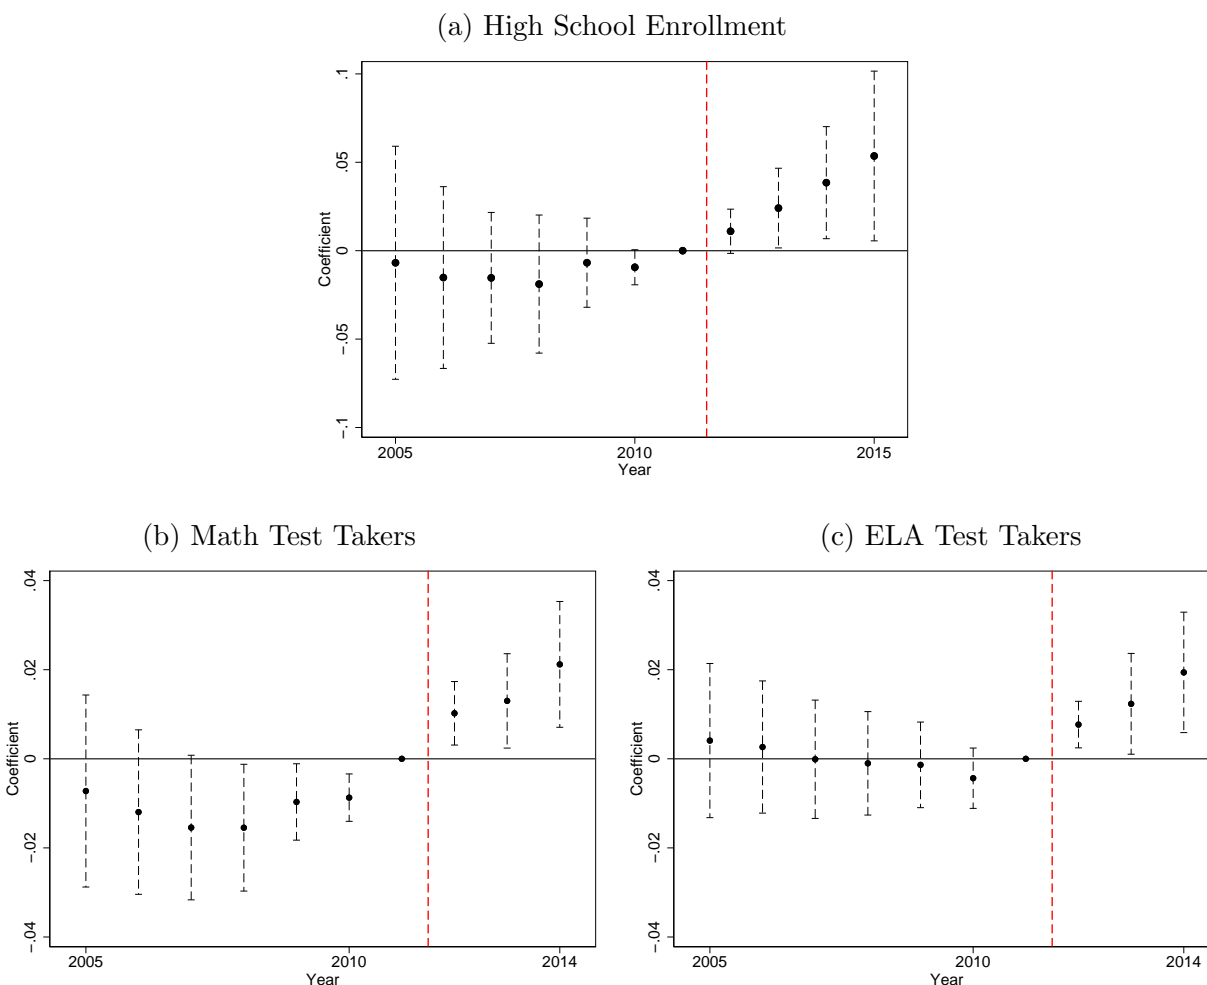 (a) High School Enrollment
.1
.05
0
-.05
-.1
Coefficient
2005 2010 2015
Year
(b) Math Test Takers
.04
.02
0
-.02
-.04
Coefficient
2005 2010 2014
Year
(c) ELA Test Takers
.04
.02
0
-.02
-.04
Coefficient
2005 2010 2014
Year